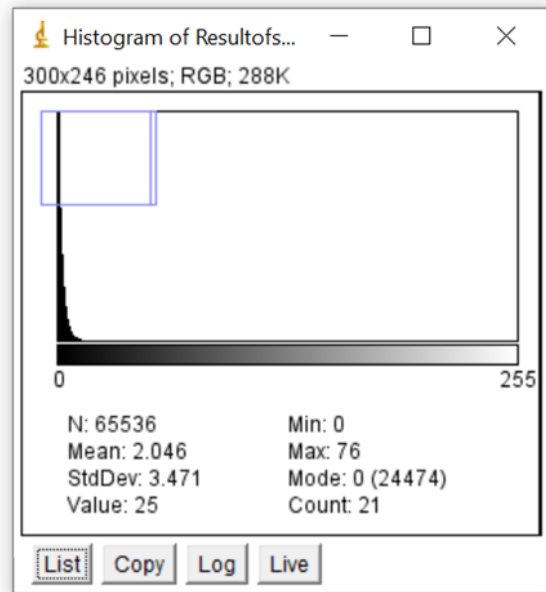 Histogram of Resultofs...
300x246 pixels; RGB; 288K
0 255
N: 65536 Min: 0
Mean: 2.046 Max: 76
StdDev: 3.471 Mode: 0 (24474)
Value: 25 Count: 21
List Copy Log Live